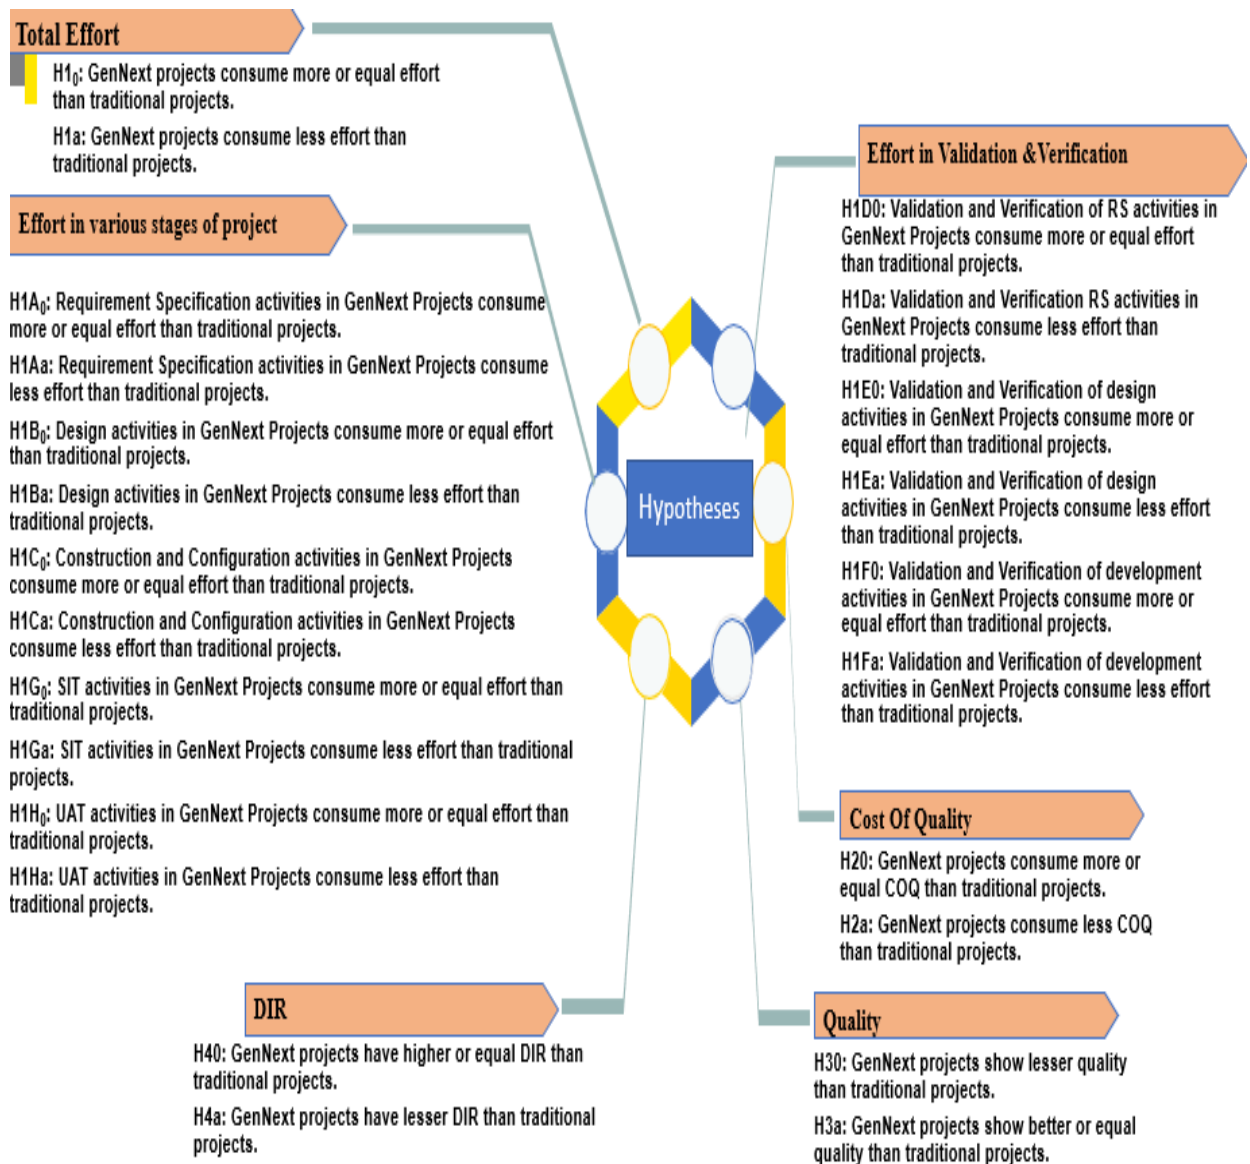 Total Effort
H1₀: GenNext projects consume more or equal effort
than traditional projects.
H1a: GenNext projects consume less effort than
traditional projects.
Effort in various stages of project
H1A₀: Requirement Specification activities in GenNext Projects consume
more or equal effort than traditional projects.
H1Aa: Requirement Specification activities in GenNext Projects consume
less effort than traditional projects.
H1B₀: Design activities in GenNext Projects consume more or equal effort
than traditional projects.
H1Ba: Design activities in GenNext Projects consume less effort than
traditional projects.
H1C₀: Construction and Configuration activities in GenNext Projects
consume more or equal effort than traditional projects.
H1Ca: Construction and Configuration activities in GenNext Projects
consume less effort than traditional projects.
H1G₀: SIT activities in GenNext Projects consume more or equal effort than
traditional projects.
H1Ga: SIT activities in GenNext Projects consume less effort than traditional
projects.
H1H₀: UAT activities in GenNext Projects consume more or equal effort than
traditional projects.
H1Ha: UAT activities in GenNext Projects consume less effort than
traditional projects.
Hypotheses
Effort in Validation &Verification
H1D0: Validation and Verification of RS activities in
GenNext Projects consume more or equal effort
than traditional projects.
H1Da: Validation and Verification RS activities in
GenNext Projects consume less effort than
traditional projects.
H1E0: Validation and Verification of design
activities in GenNext Projects consume more or
equal effort than traditional projects.
H1Ea: Validation and Verification of design
activities in GenNext Projects consume less effort
than traditional projects.
H1F0: Validation and Verification of development
activities in GenNext Projects consume more or
equal effort than traditional projects.
H1Fa: Validation and Verification of development
activities in GenNext Projects consume less effort
than traditional projects.
Cost Of Quality
H20: GenNext projects consume more or
equal COQ than traditional projects.
H2a: GenNext projects consume less COQ
than traditional projects.
DIR
H40: GenNext projects have higher or equal DIR than
traditional projects.
H4a: GenNext projects have lesser DIR than traditional
projects.
Quality
H30: GenNext projects show lesser quality
than traditional projects.
H3a: GenNext projects show better or equal
quality than traditional projects.